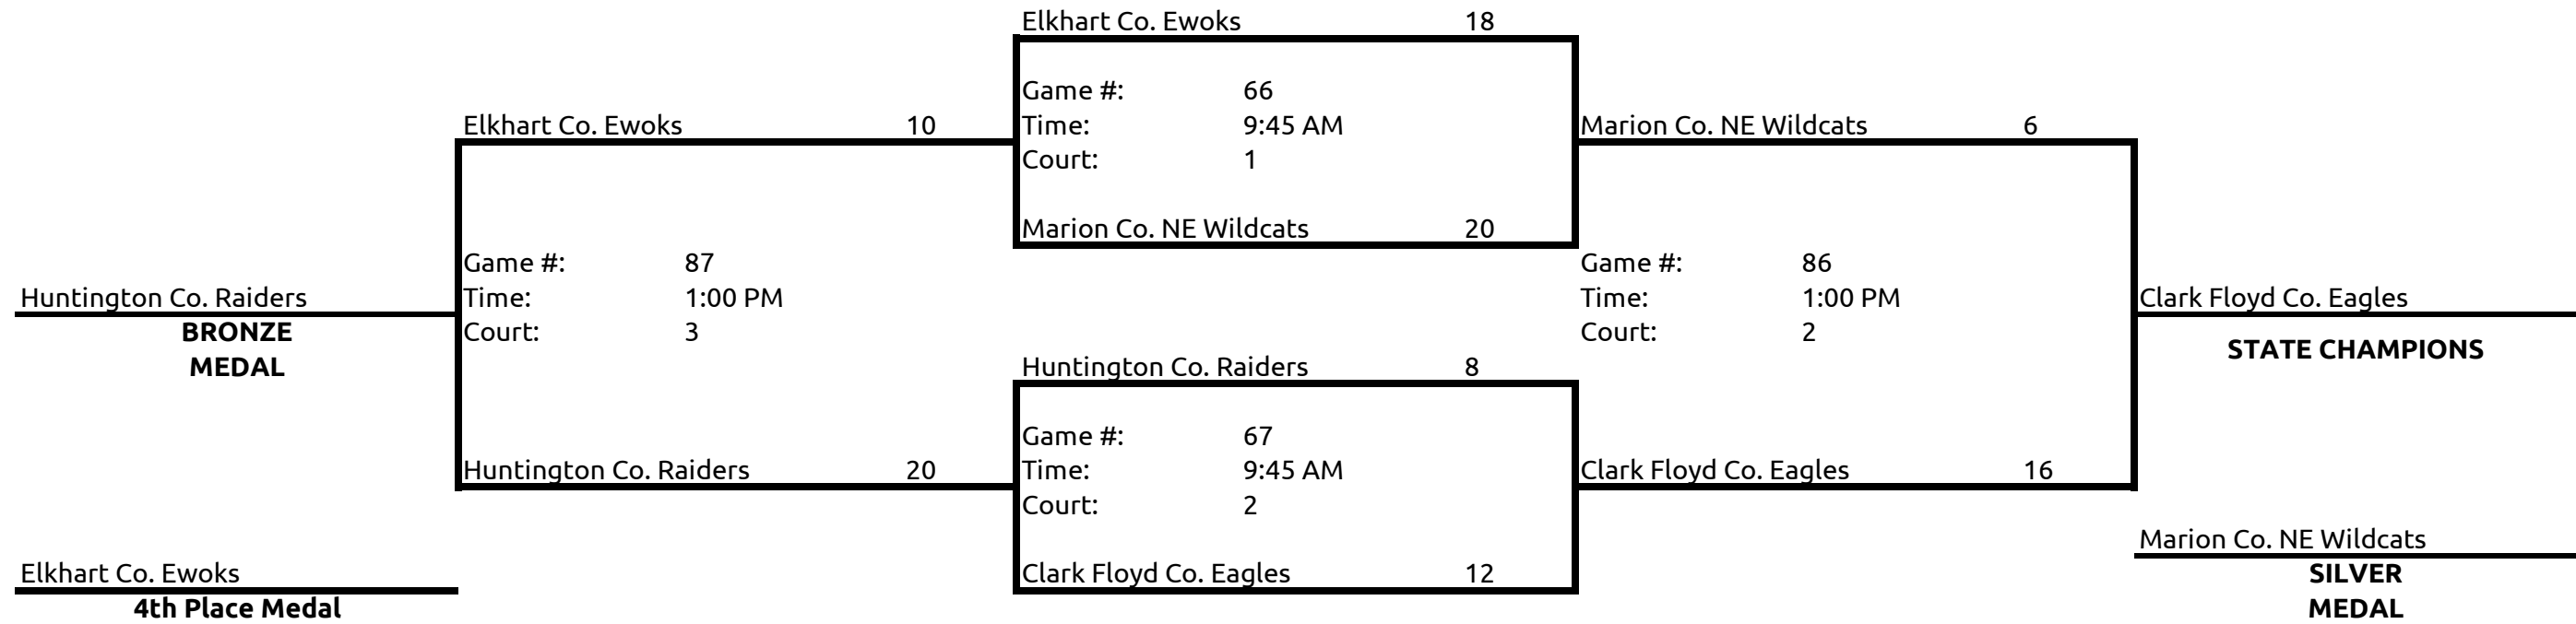 Elkhart Co. Ewoks 18
Game #: 66
Elkhart Co. Ewoks 10 Time: 9:45 AM Marion Co. NE Wildcats 6
Court: 1
Marion Co. NE Wildcats 20
Game #: 87 Game #: 86
Huntington Co. Raiders Time: 1:00 PM Time: 1:00 PM Clark Floyd Co. Eagles
BRONZE Court: 3 Court: 2
STATE CHAMPIONS
MEDAL Huntington Co. Raiders 8
Game #: 67
Huntington Co. Raiders 20 Time: 9:45 AM Clark Floyd Co. Eagles 16
Court: 2
Marion Co. NE Wildcats
Elkhart Co. Ewoks Clark Floyd Co. Eagles 12 SILVER
4th Place Medal MEDAL